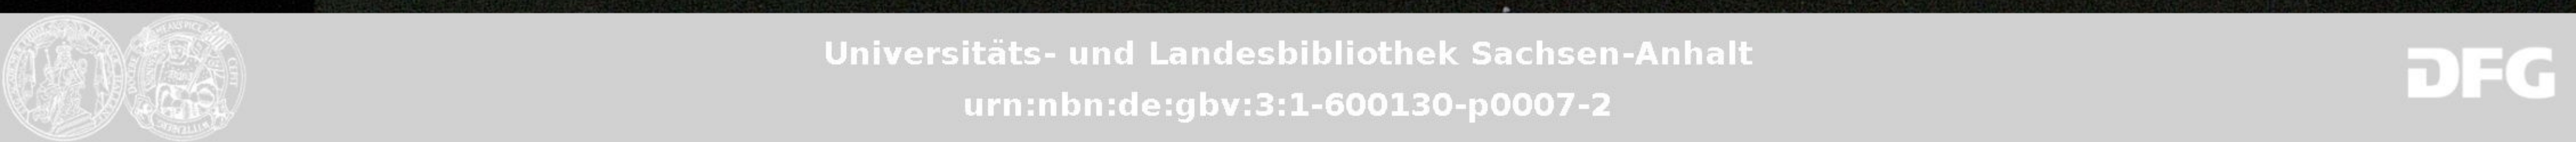 Universitäts- und Landesbibliothek Sachsen-Anhalt
urn:nbn:de:gbv:3:1-600130-p0007-2
DFG